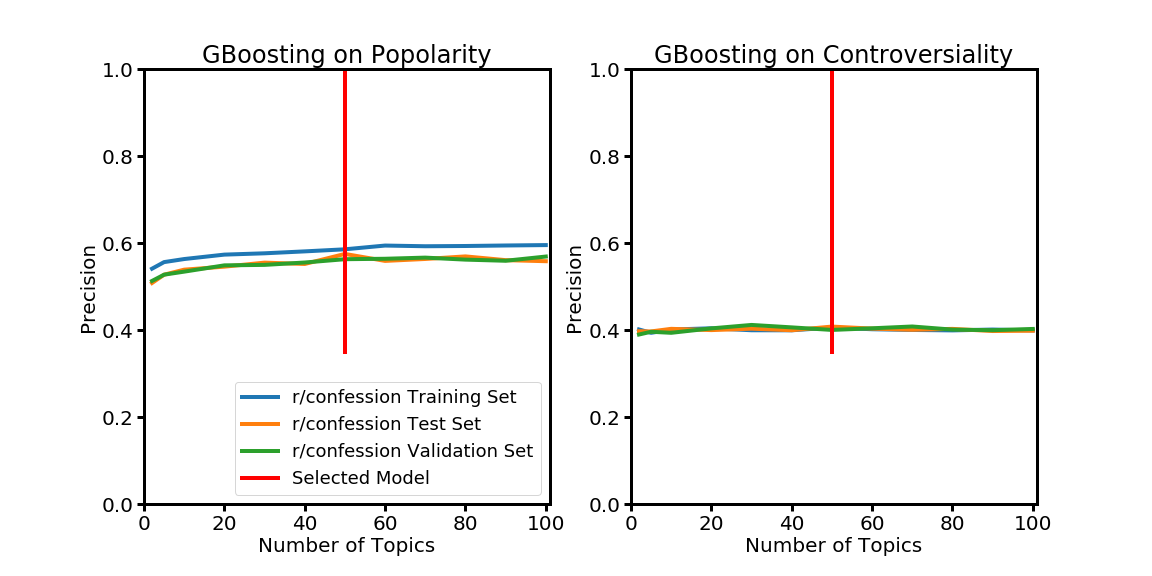 GBoosting on Popolarity
1.0
0.8
0.6
0.4
0.2
0.0
Precision
0 20 40 60 80 100
Number of Topics
r/confession Training Set
r/confession Test Set
r/confession Validation Set
Selected Model
GBoosting on Controversiality
1.0
0.8
0.6
0.4
0.2
0.0
Precision
0 20 40 60 80 100
Number of Topics